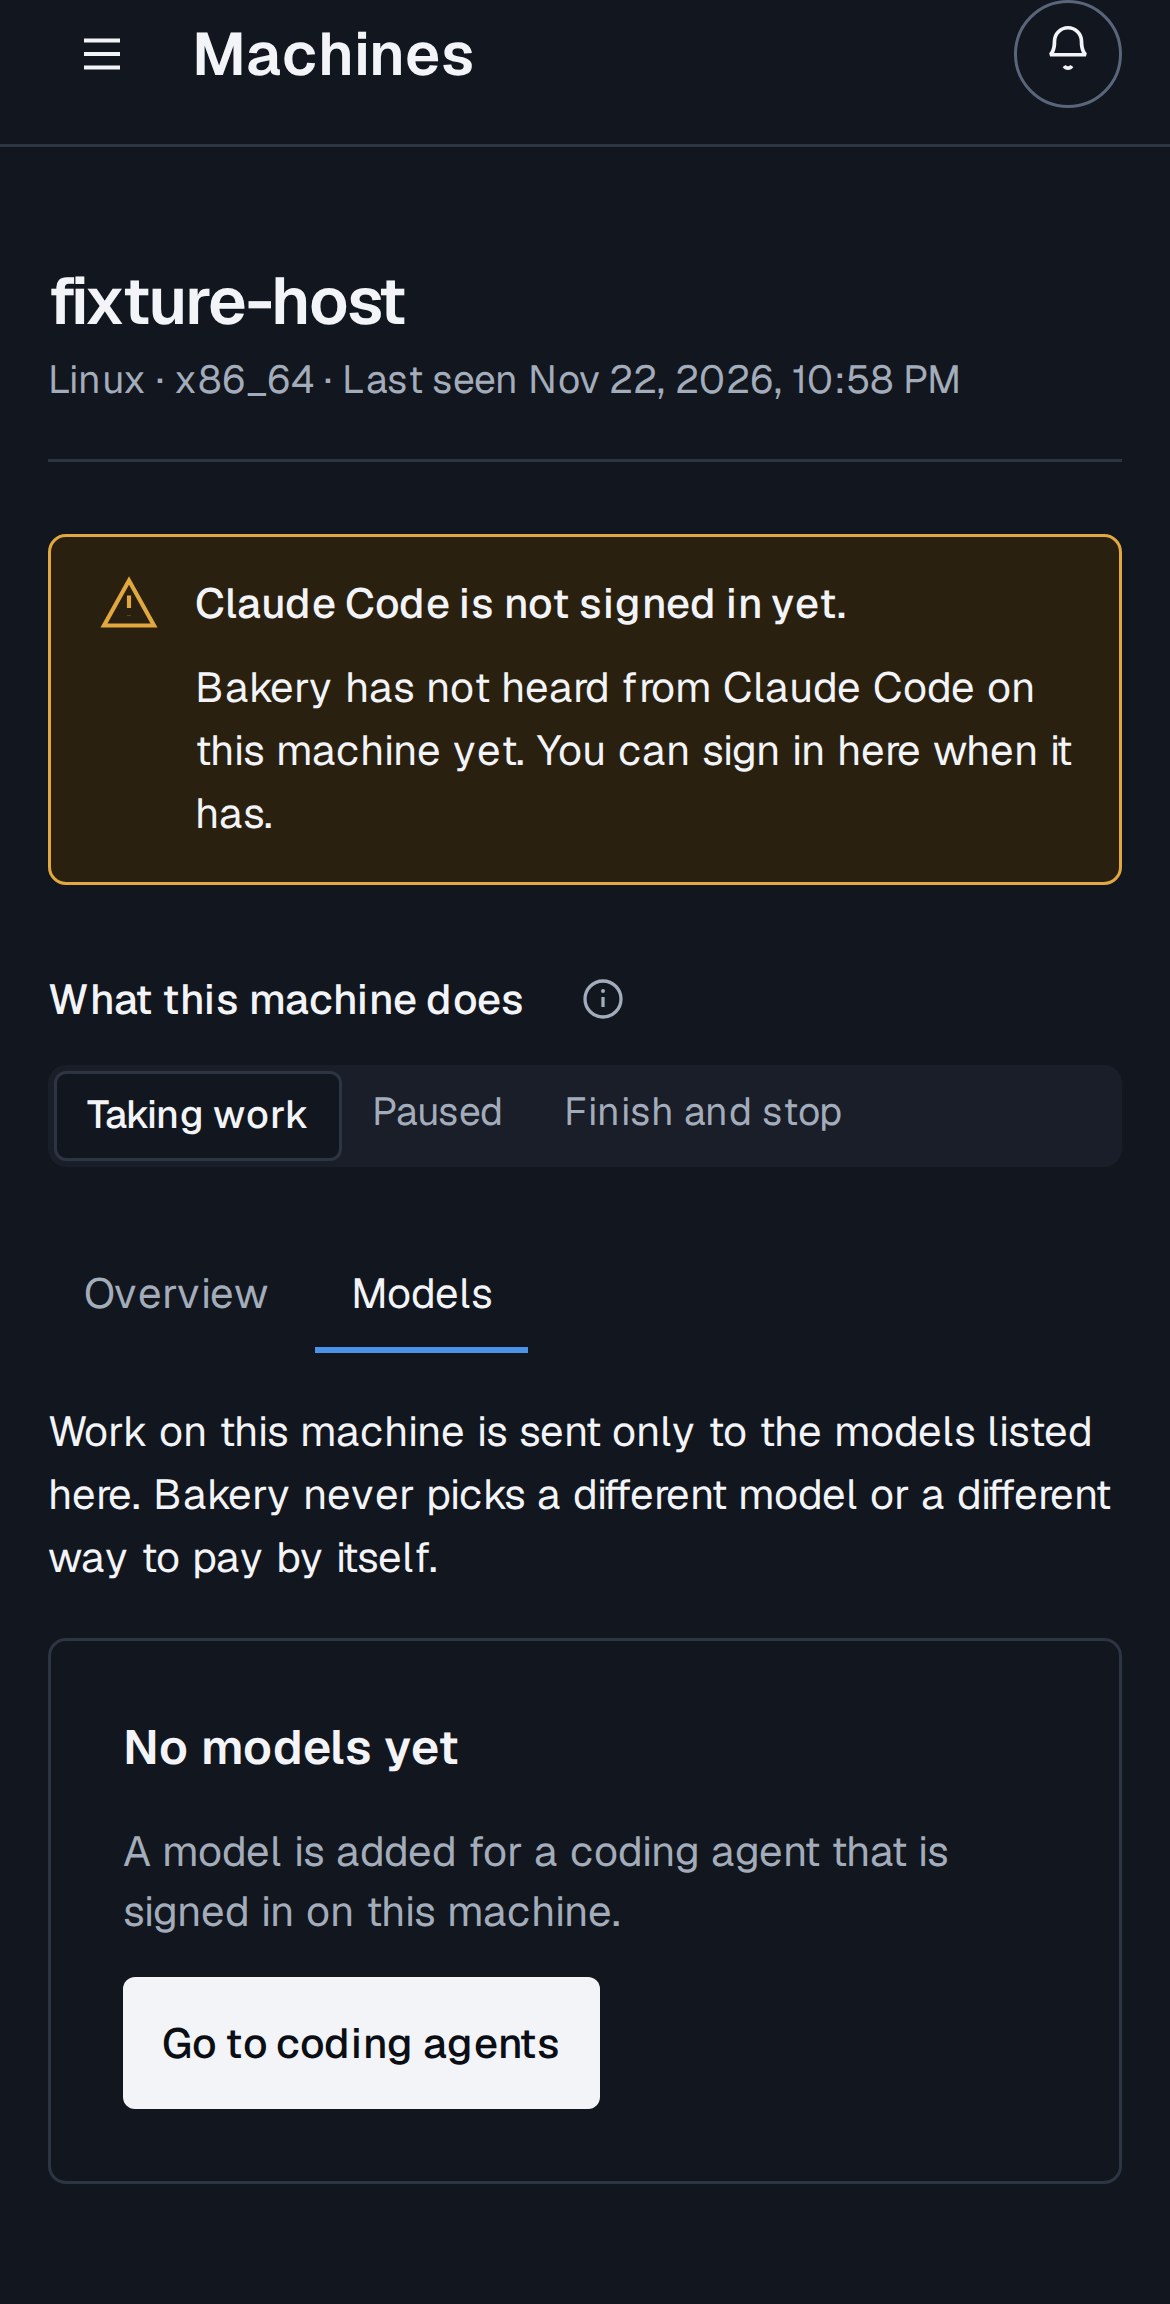 Machines
fixture-host
Linux · x86_64 · Last seen Nov 22, 2026, 10:58 PM
Claude Code is not signed in yet.
Bakery has not heard from Claude Code on
this machine yet. You can sign in here when it
has.
What this machine does
Taking work Paused Finish and stop
Overview Models
Work on this machine is sent only to the models listed
here. Bakery never picks a different model or a different
way to pay by itself.
No models yet
A model is added for a coding agent that is
signed in on this machine.
Go to coding agents